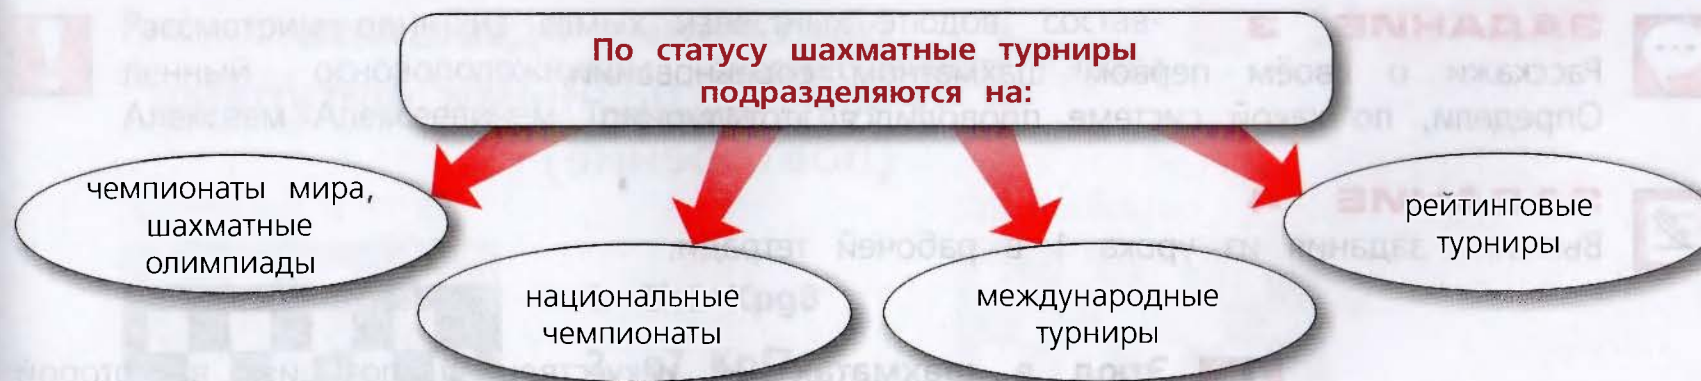 По статусу шахматные турниры
подразделяются на:
чемпионаты мира,
шахматные
олимпиады
национальные
чемпионаты
международные
турниры
рейтинговые
турниры